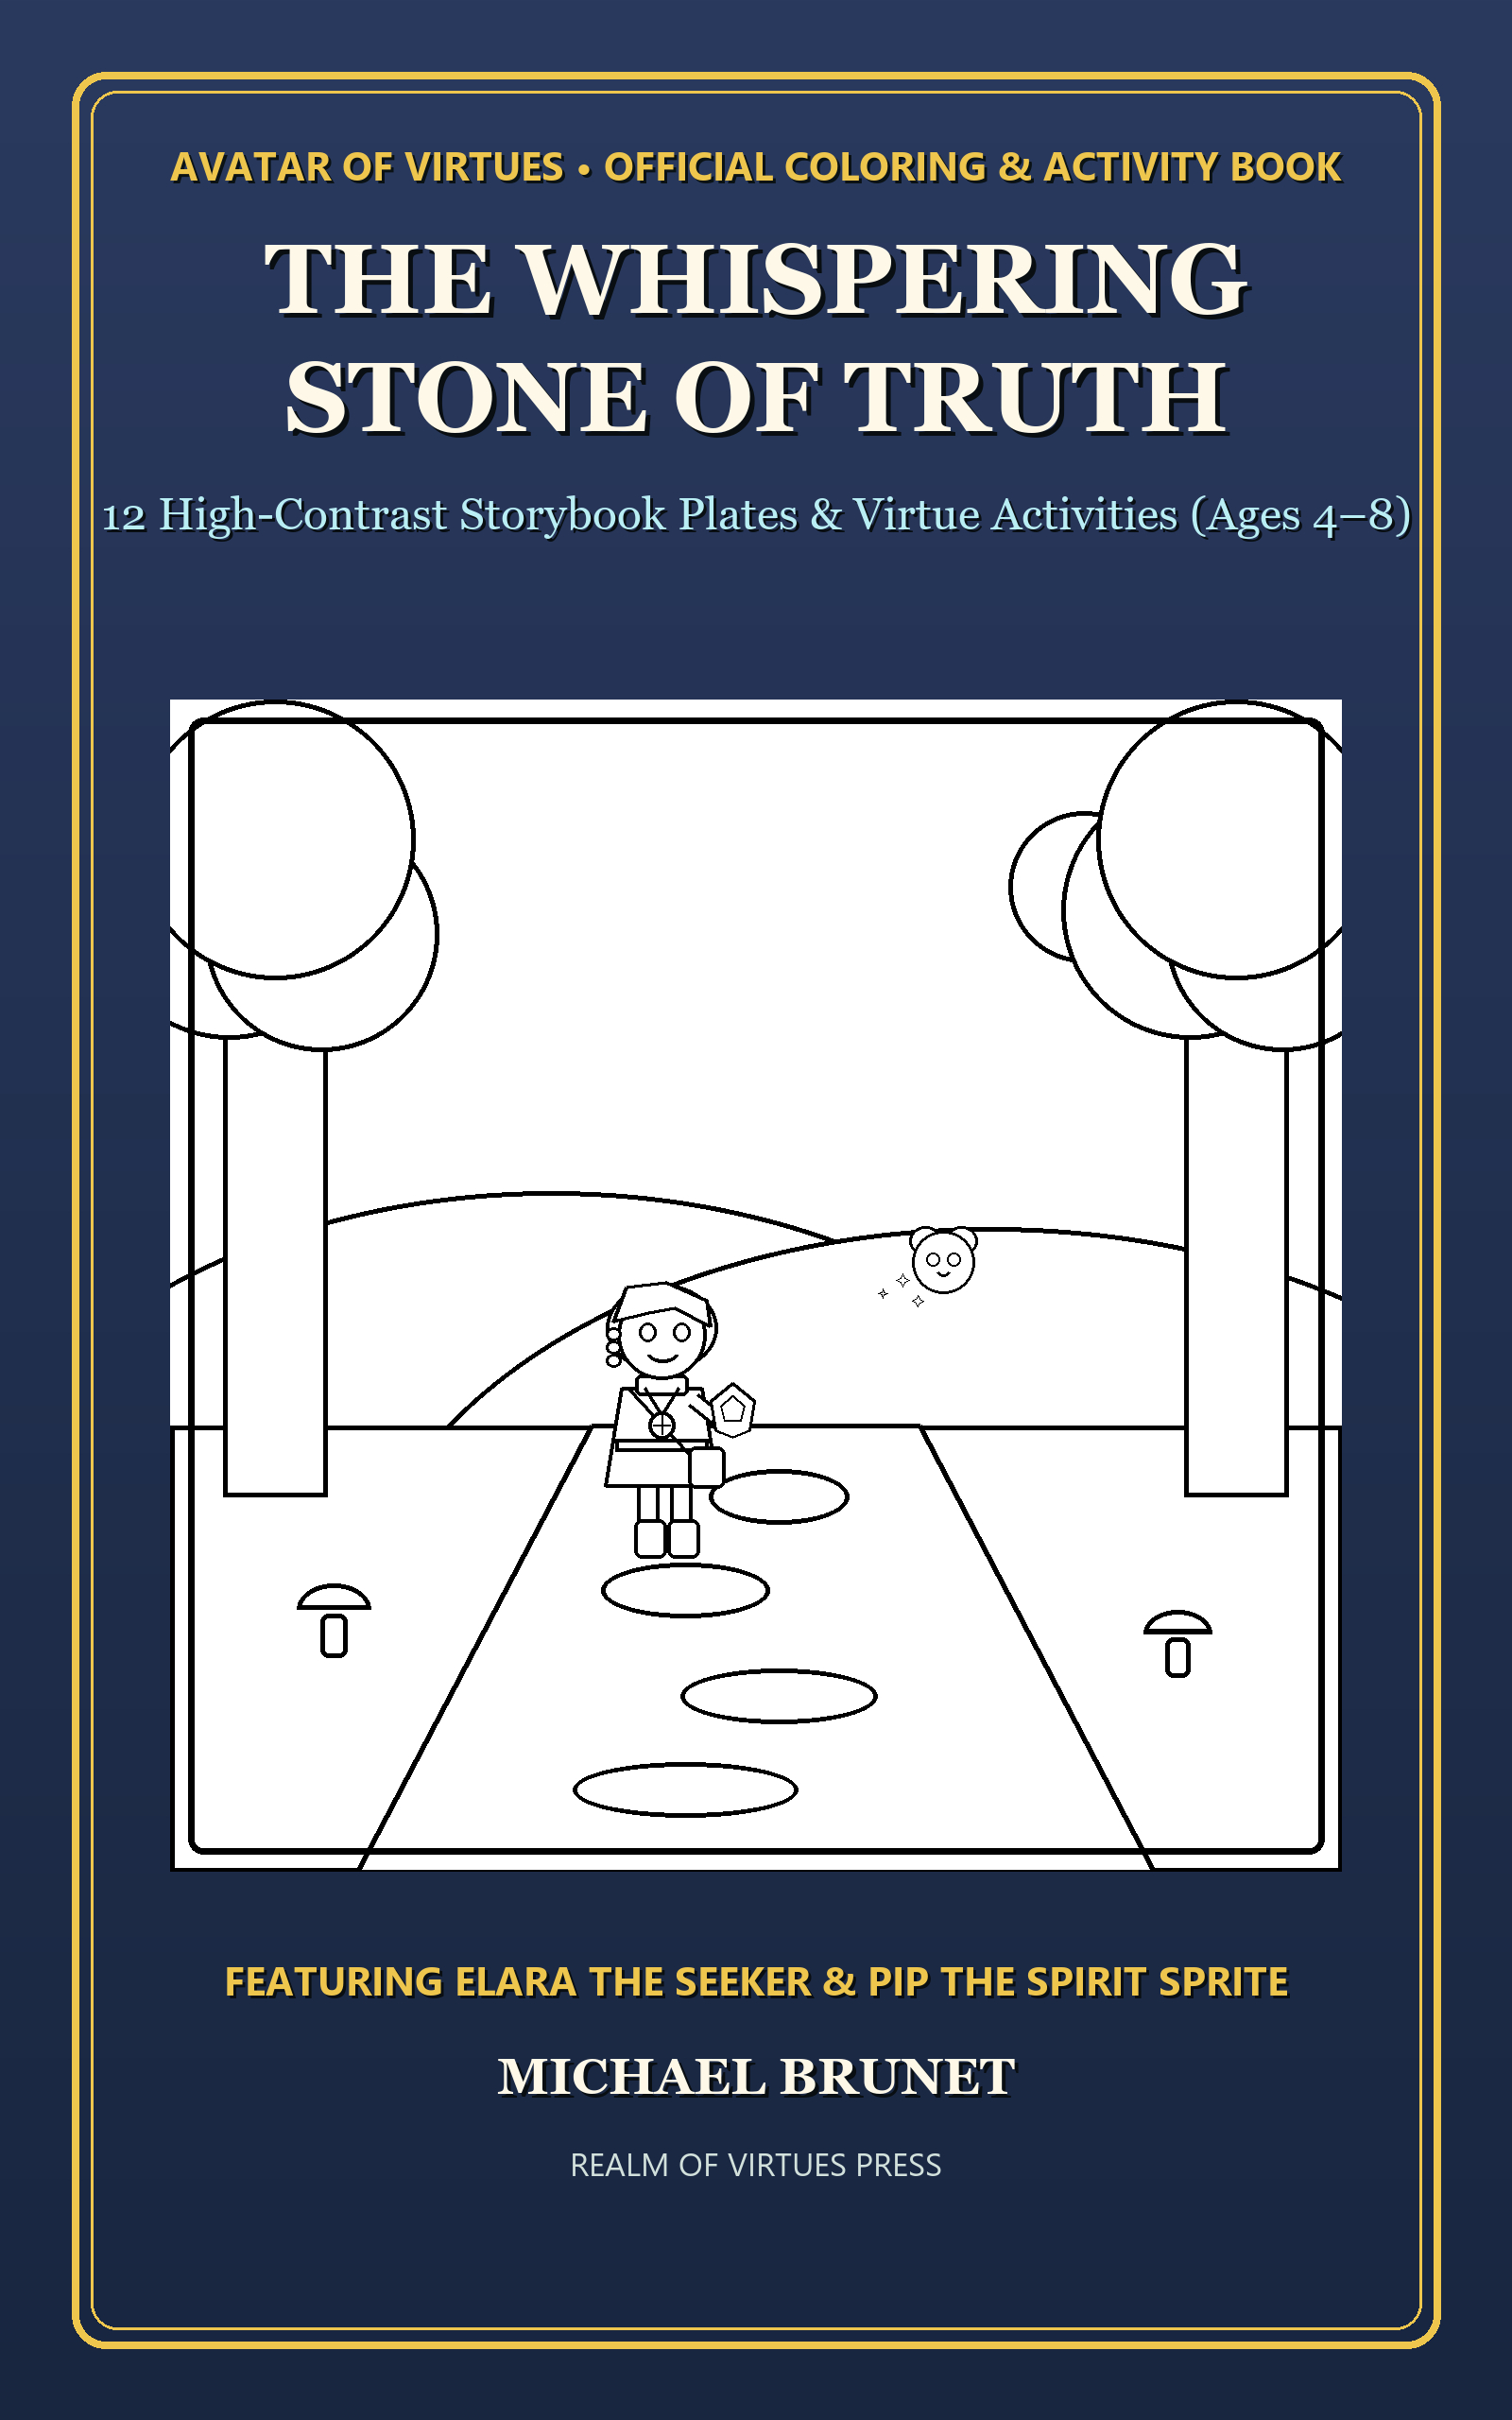 AVATAR OF VIRTUES • OFFICIAL COLORING & ACTIVITY BOOK
THE WHISPERING
STONE OF TRUTH
12 High-Contrast Storybook Plates & Virtue Activities (Ages 4–8)
FEATURING ELARA THE SEEKER & PIP THE SPIRIT SPRITE
MICHAEL BRUNET
REALM OF VIRTUES PRESS